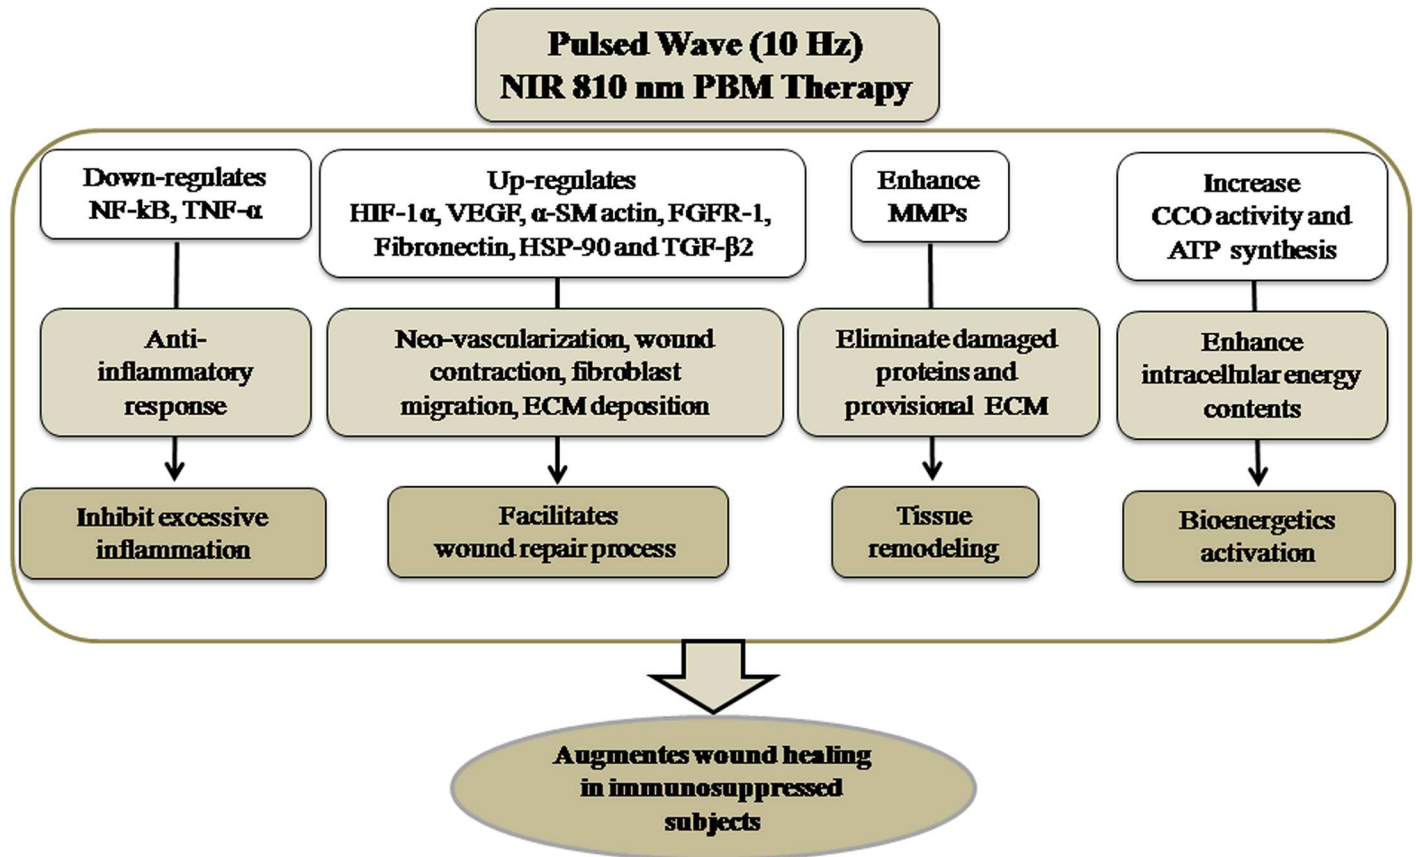 Pulsed Wave (10 Hz)
NIR 810 nm PBM Therapy
Down-regulates
NF-kB, TNF-α
Up-regulates
HIF-1α, VEGF, α-SM actin, FGFR-1,
Fibronectin, HSP-90 and TGF-β2
Enhance
MMPs
Increase
CCO activity and
ATP synthesis
Anti-
inflammatory
response
Neo-vascularization, wound
contraction, fibroblast
migration, ECM deposition
Eliminate damaged
proteins and
provisional ECM
Enhance
intracellular energy
contents
Inhibit excessive
inflammation
Facilitates
wound repair process
Tissue
remodeling
Bioenergetics
activation
Augmentes wound healing
in immunosuppressed
subjects